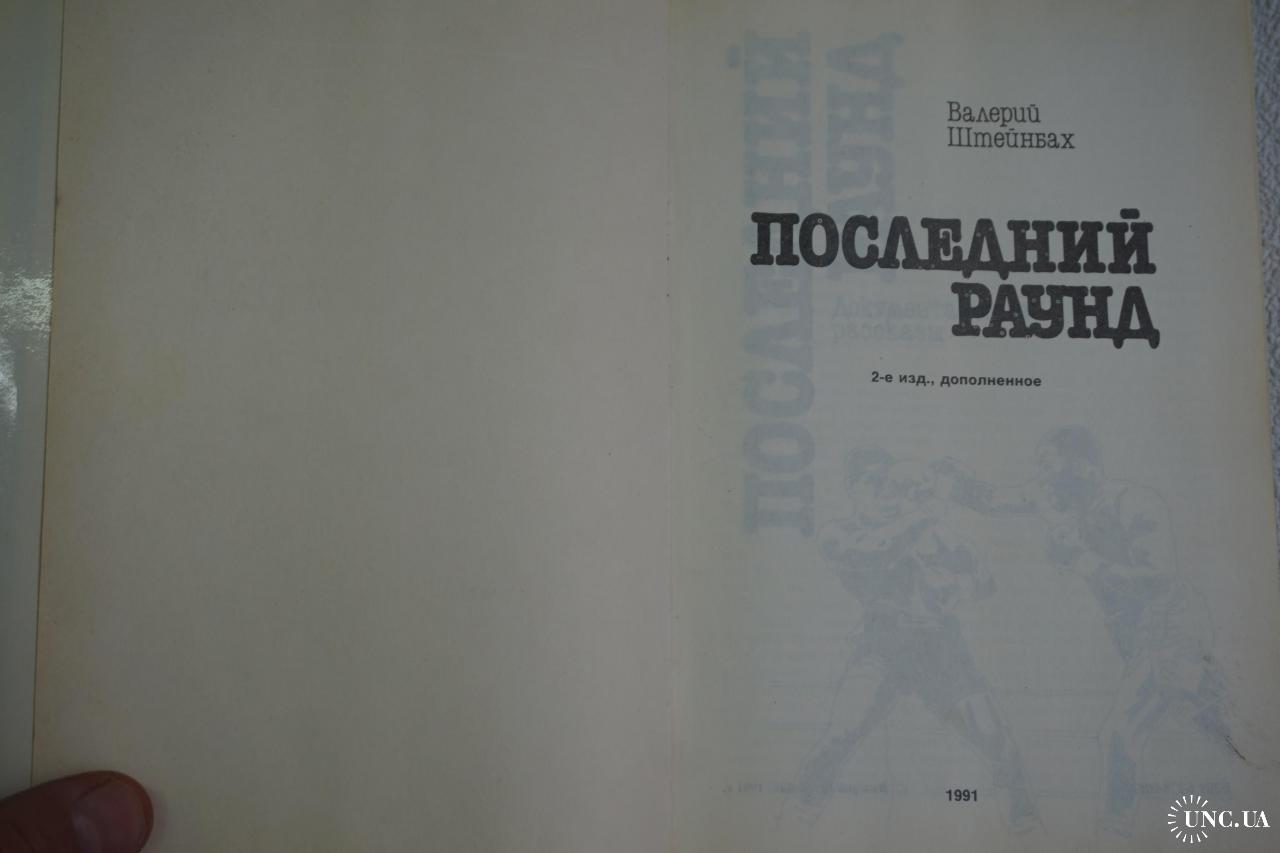 Валерий
Штейнбах
ПОСЛЕДНИЙ
РАУНД
2-е изд., дополненное
1991
UNC.UA